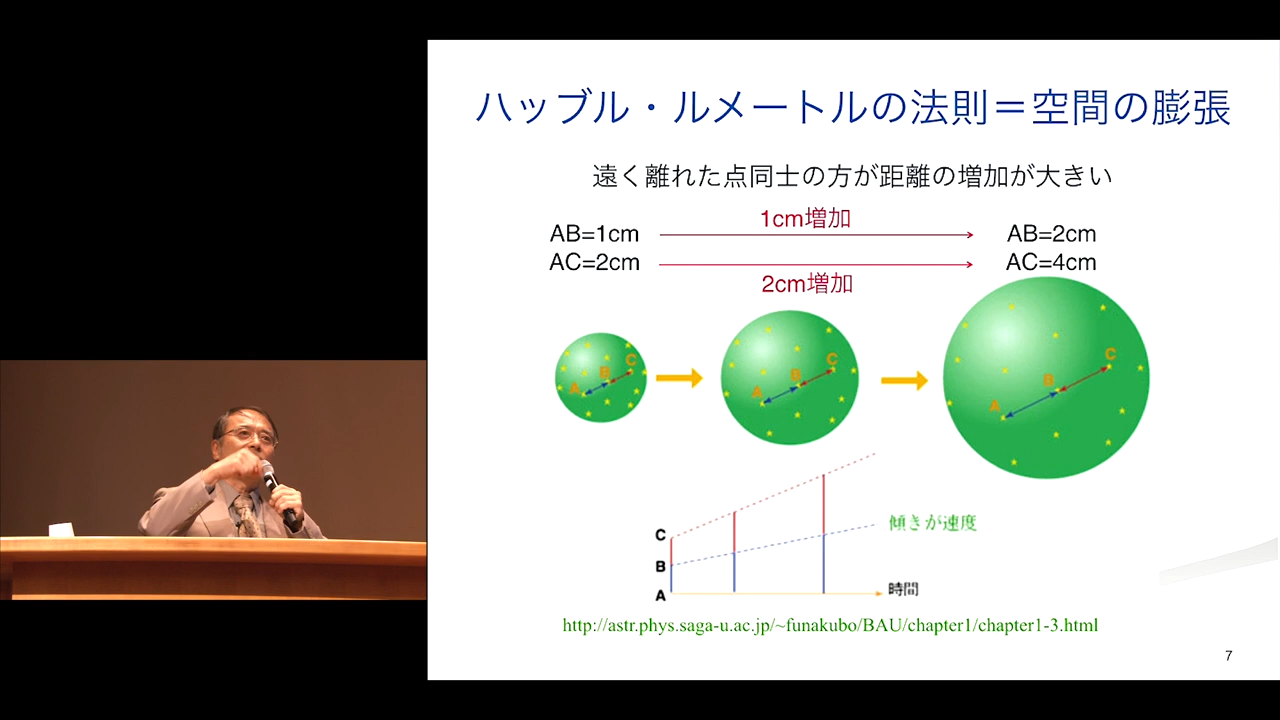 ハッブル・ルメートルの法則＝空間の膨張
遠く離れた点同士の方が距離の増加が大きい
1cm増加
AB=1cm
AB=2cm
AC=2cm
AC=4cm
2cm増加
A B C
A B C
A B C
C
B
A
傾きが速度
時間
http://astr.phys.saga-u.ac.jp/~funakubo/BAU/chapter1/chapter1-3.html
7